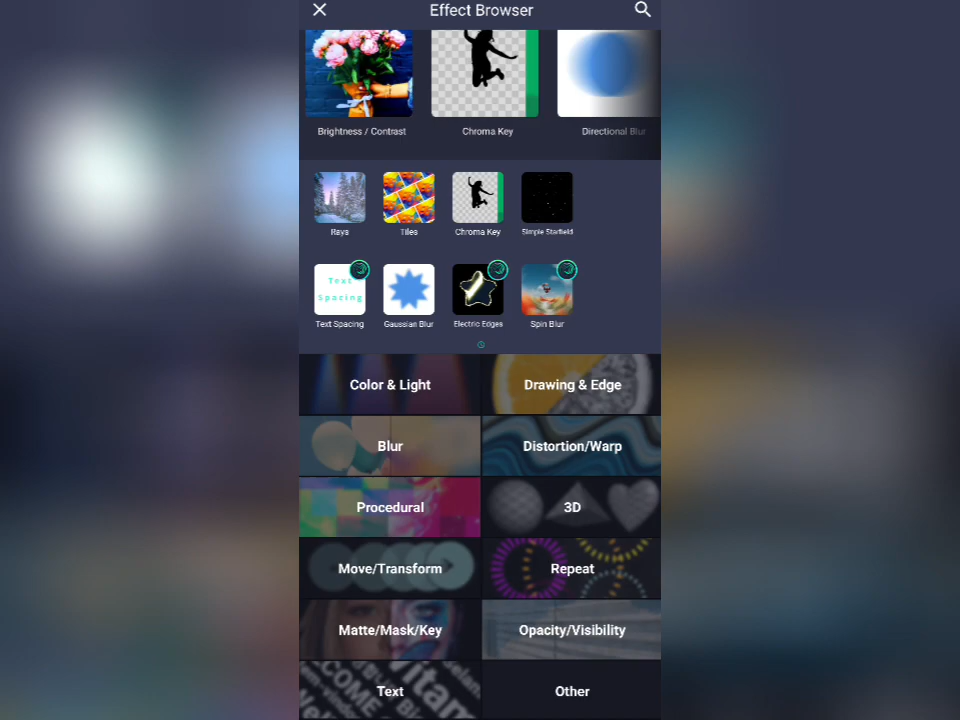 Effect Browser
Brightness / Contrast
Chroma Key
Directional Blur
Rays
Tiles
Chroma Key
Simple Starfield
Text
Spacing
Text Spacing
Gaussian Blur
Electric Edges
Spin Blur
Color & Light
Drawing & Edge
Blur
Distortion/Warp
Procedural
3D
Move/Transform
Repeat
Matte/Mask/Key
Opacity/Visibility
Text
Other